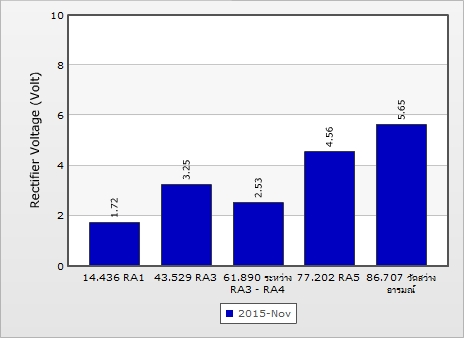 10
8
6
4
2
0
Rectifier Voltage (Volt)
1.72
3.25
2.53
4.56
5.65
14.436 RA1
43.529 RA3
61.890 ระหว่าง
RA3 - RA4
77.202 RA5
86.707 วัดสว่าง
อารมณ์
2015-Nov